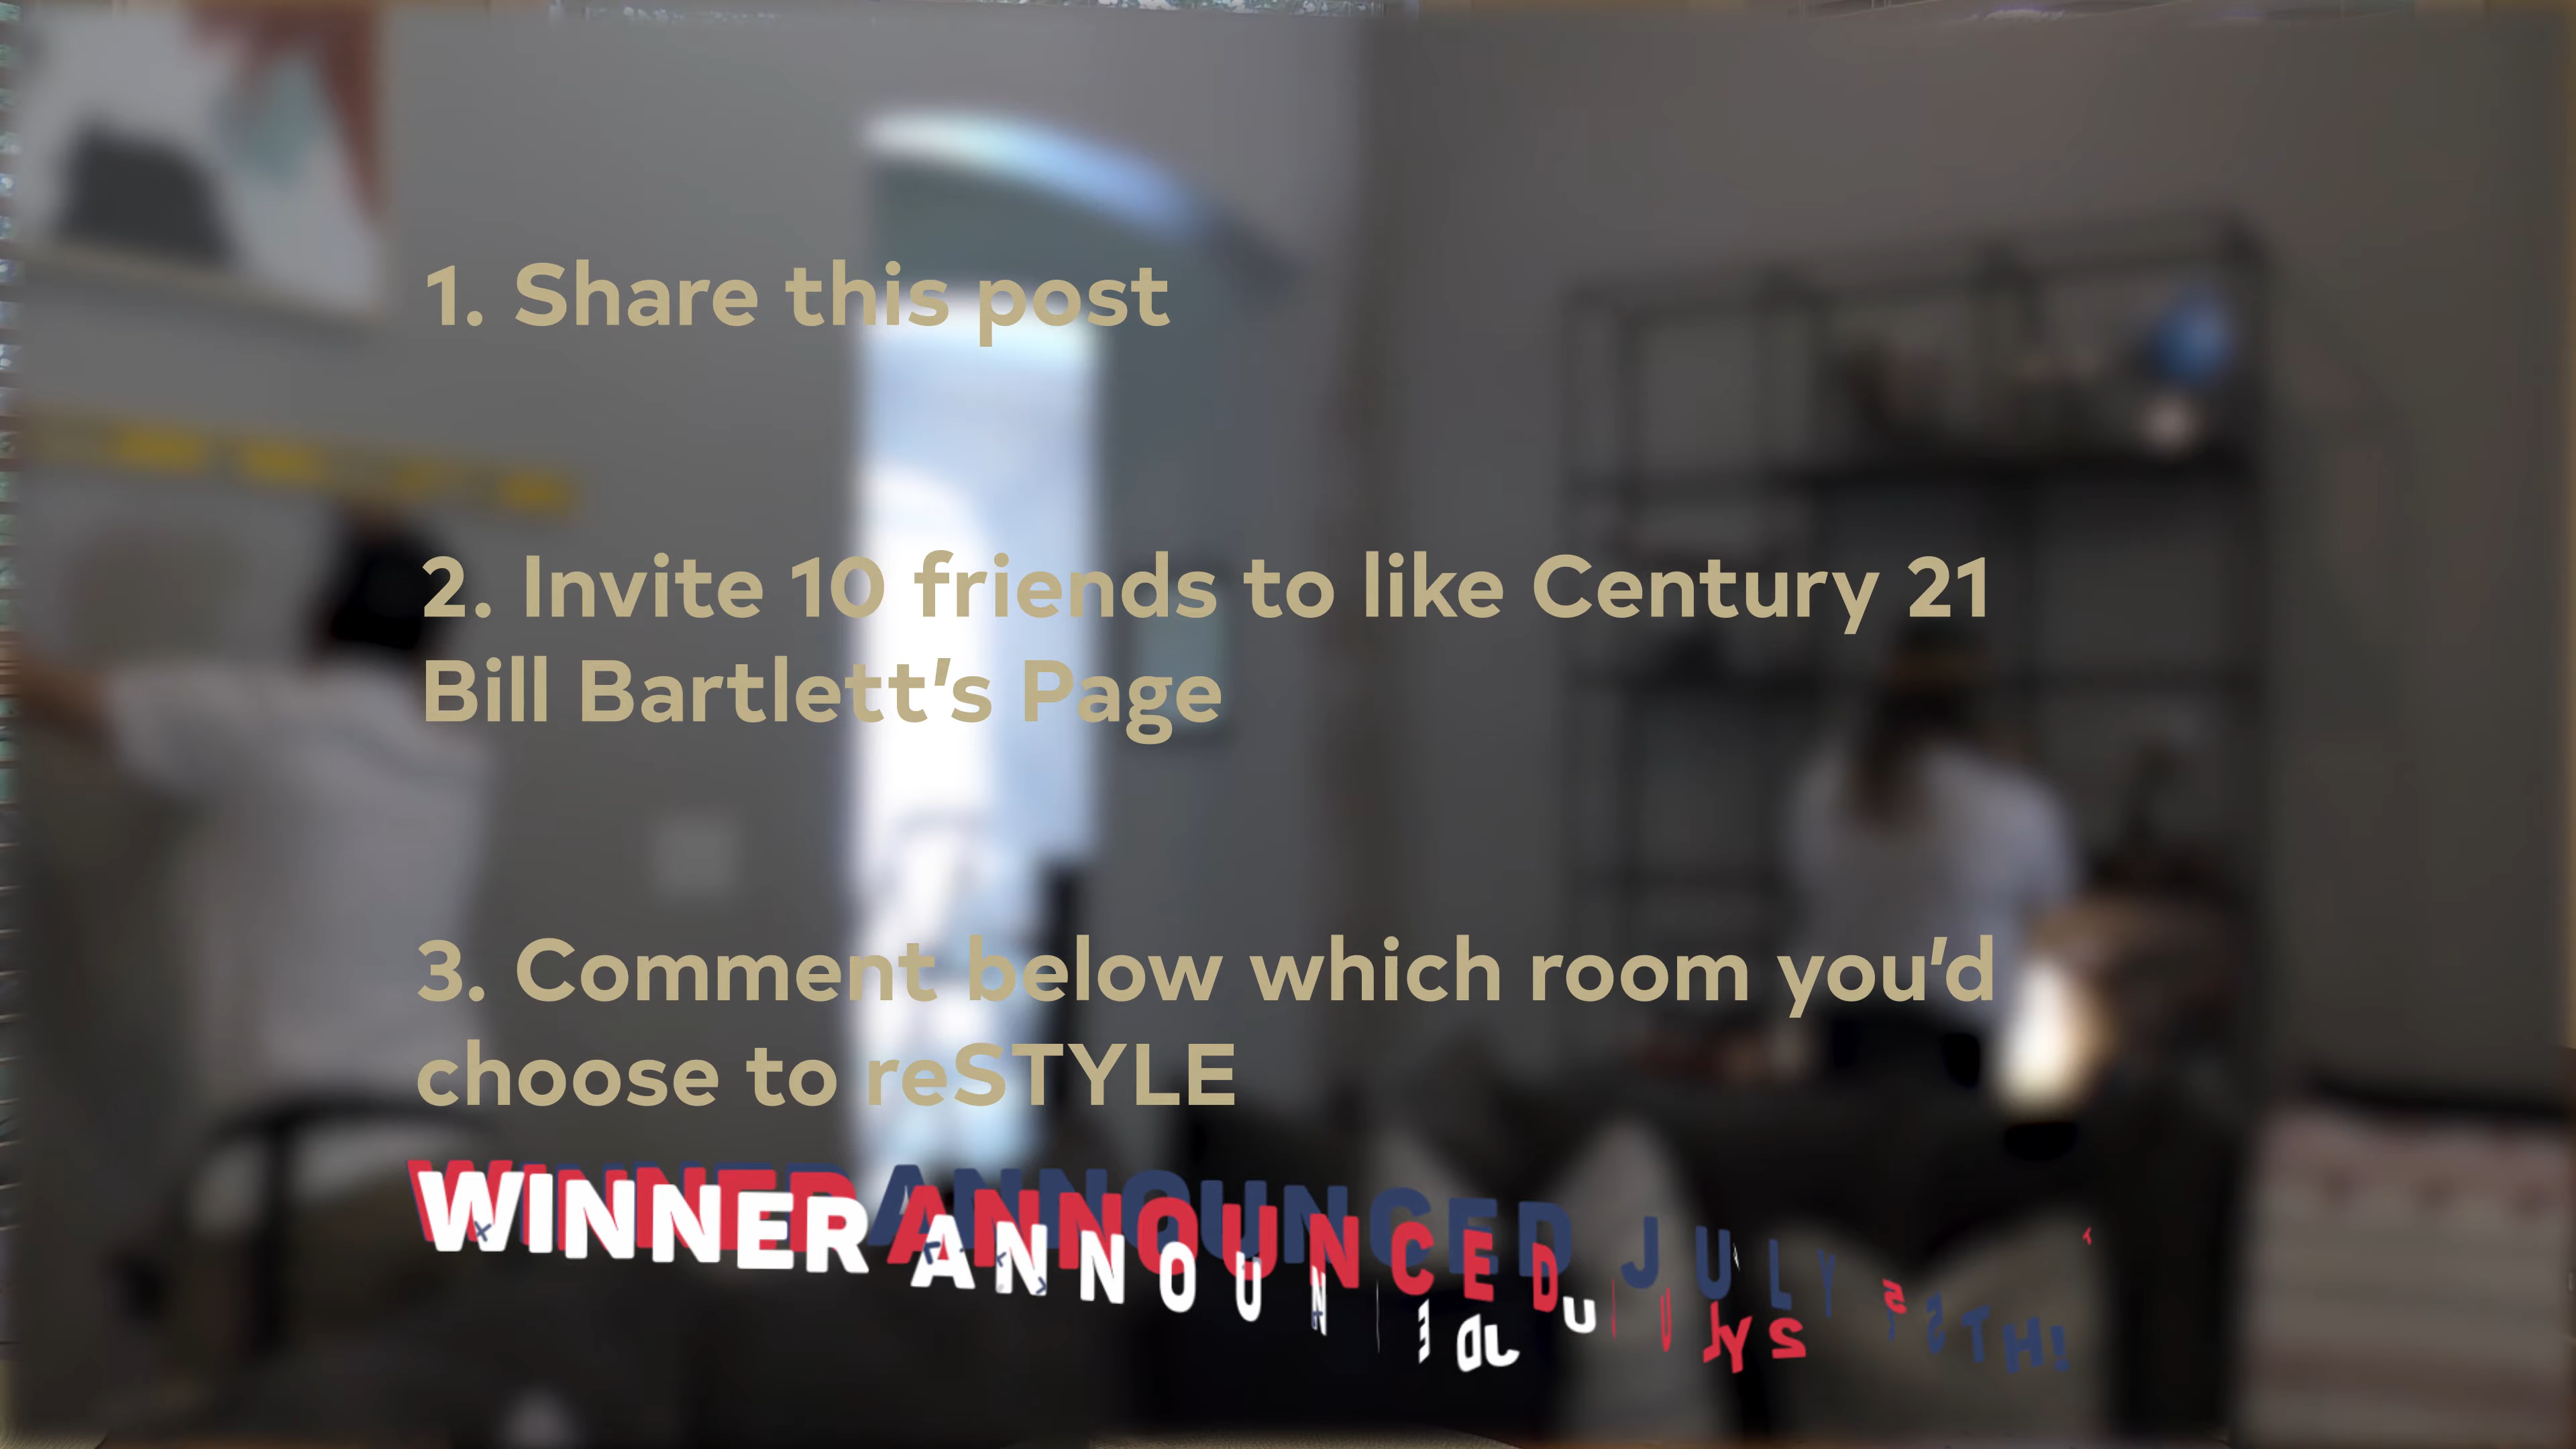 1. Share this post
2. Invite 10 friends to like Century 21
Bill Bartlett’s Page
3. Comment below which room you’d
choose to reSTYLE
WINNER ANNOUNCED JULY